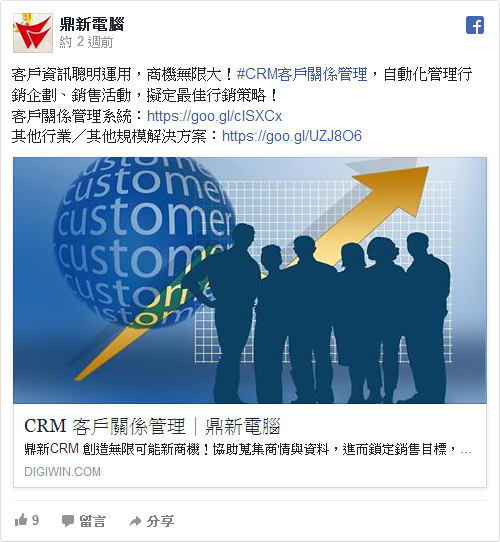 鼎新電腦
約 2 週前
客戶資訊聰明運用，商機無限大！#CRM客戶關係管理，自動化管理行
銷企劃、銷售活動，擬定最佳行銷策略！
客戶關係管理系統：https://goo.gl/cISXCx
其他行業／其他規模解決方案：https://goo.gl/UZJ8O6
customer
customer
customer
customer
customer
CRM 客戶關係管理｜鼎新電腦
鼎新CRM 創造無限可能新商機！協助蒐集商情與資料，進而鎖定銷售目標，...
DIGIWIN.COM
9 留言 分享